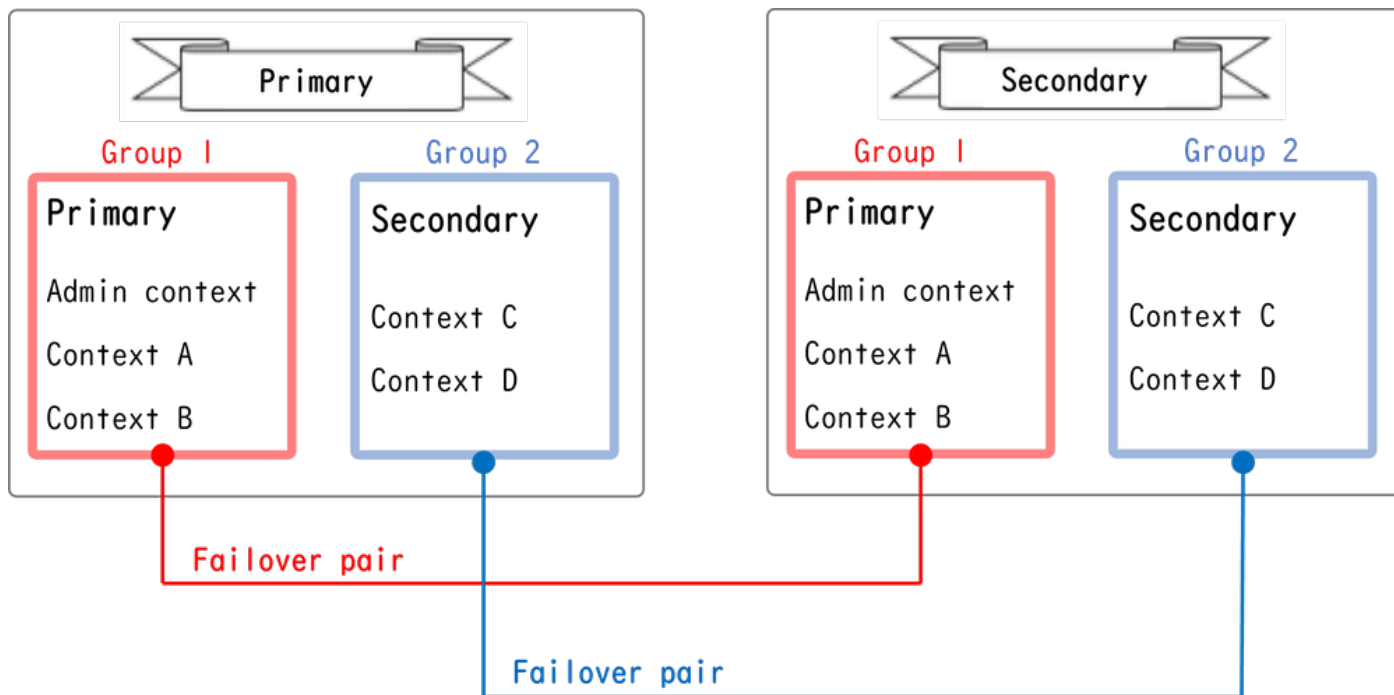 Primary
Group 1
Primary
Admin context
Context A
Context B
Group 2
Secondary
Context C
Context D
Secondary
Group 1
Primary
Admin context
Context A
Context B
Group 2
Secondary
Context C
Context D
Failover pair
Failover pair